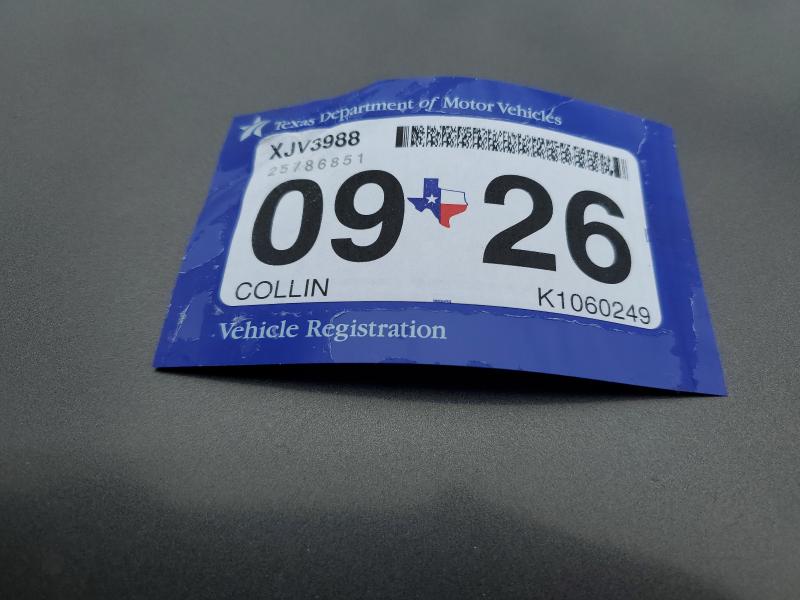 Texas Department of Motor Vehicles
XJV3988
25786851
09 26
COLLIN K1060249
Vehicle Registration